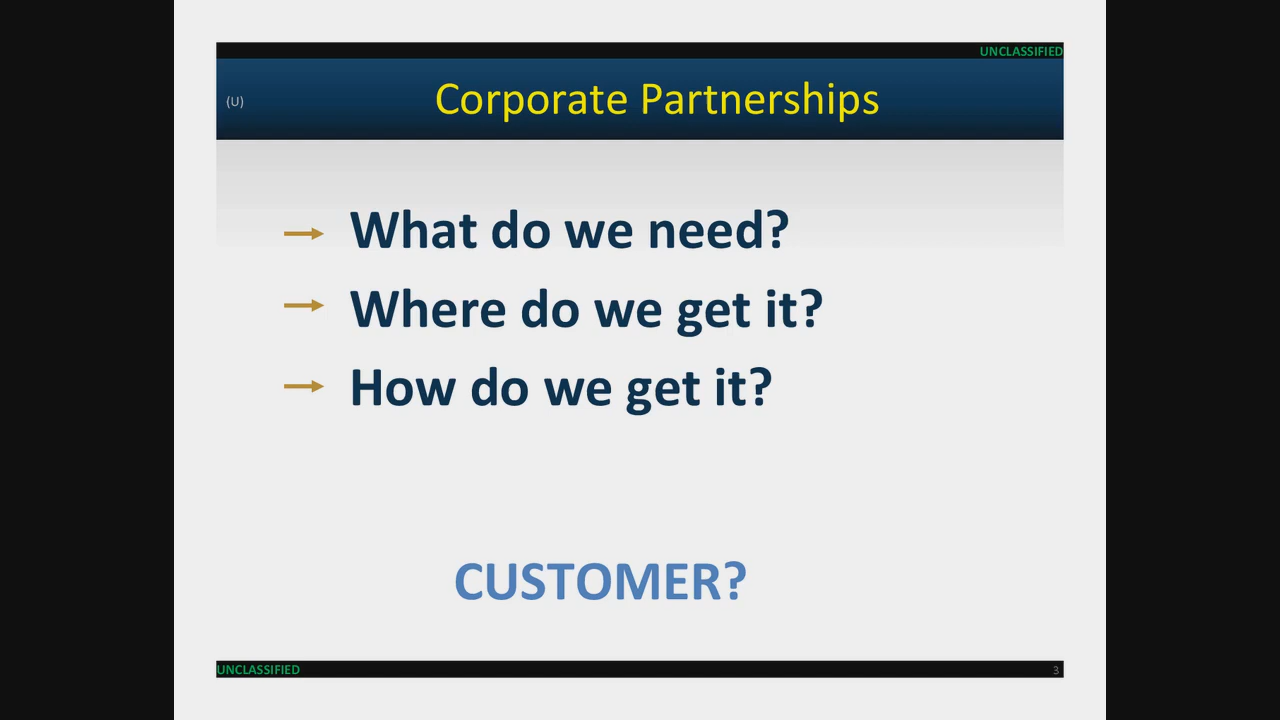 UNCLASSIFIED
(U)
Corporate Partnerships
What do we need?
Where do we get it?
How do we get it?
CUSTOMER?
UNCLASSIFIED
3